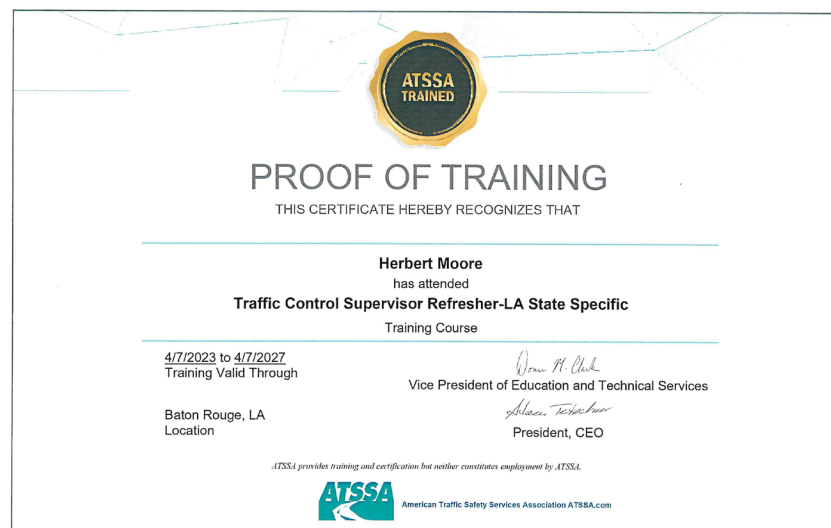 ATSSA
TRAINED
PROOF OF TRAINING
THIS CERTIFICATE HEREBY RECOGNIZES THAT
Herbert Moore
has attended
Traffic Control Supervisor Refresher-LA State Specific
Training Course
4/7/2023 to 4/7/2027
Training Valid Through
Vice President of Education and Technical Services
Baton Rouge, LA
Location
President, CEO
ATSSA provides training and certification but neither constitutes employment by ATSSA.
ATSSA
American Traffic Safety Services Association ATSSA.com